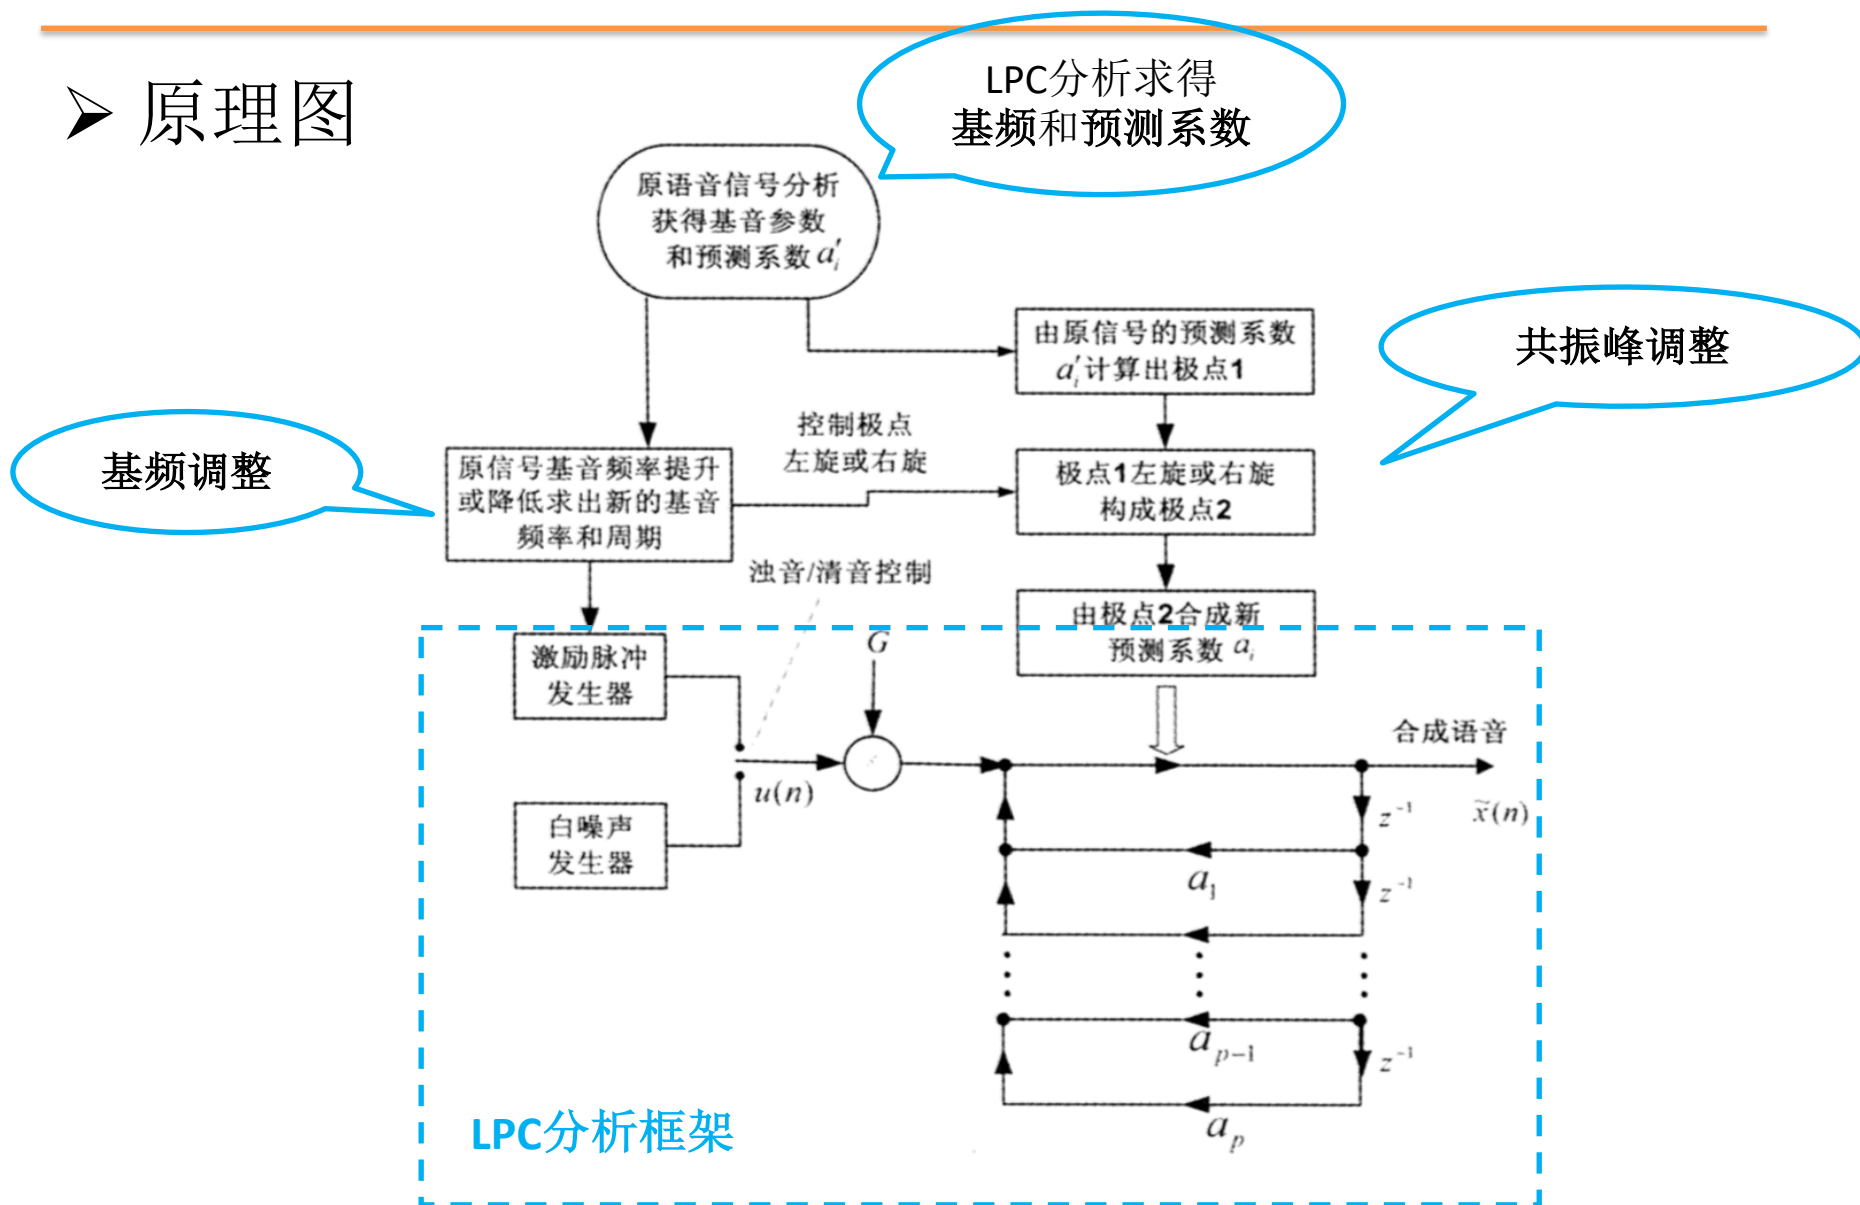 ➢ 原理图
LPC分析求得
基频和预测系数
原语音信号分析
获得基音参数
和预测系数 a′ᵢ
由原信号的预测系数
a′ᵢ计算出极点1
共振峰调整
控制极点
左旋或右旋
基频调整
原信号基音频率提升
或降低求出新的基音
频率和周期
极点1左旋或右旋
构成极点2
浊音/清音控制
由极点2合成新
预测系数 aᵢ
激励脉冲
发生器
G
合成语音
u(n)
z⁻¹
x̃(n)
白噪声
发生器
a₁
z⁻¹
aₚ₋₁
z⁻¹
aₚ
LPC分析框架